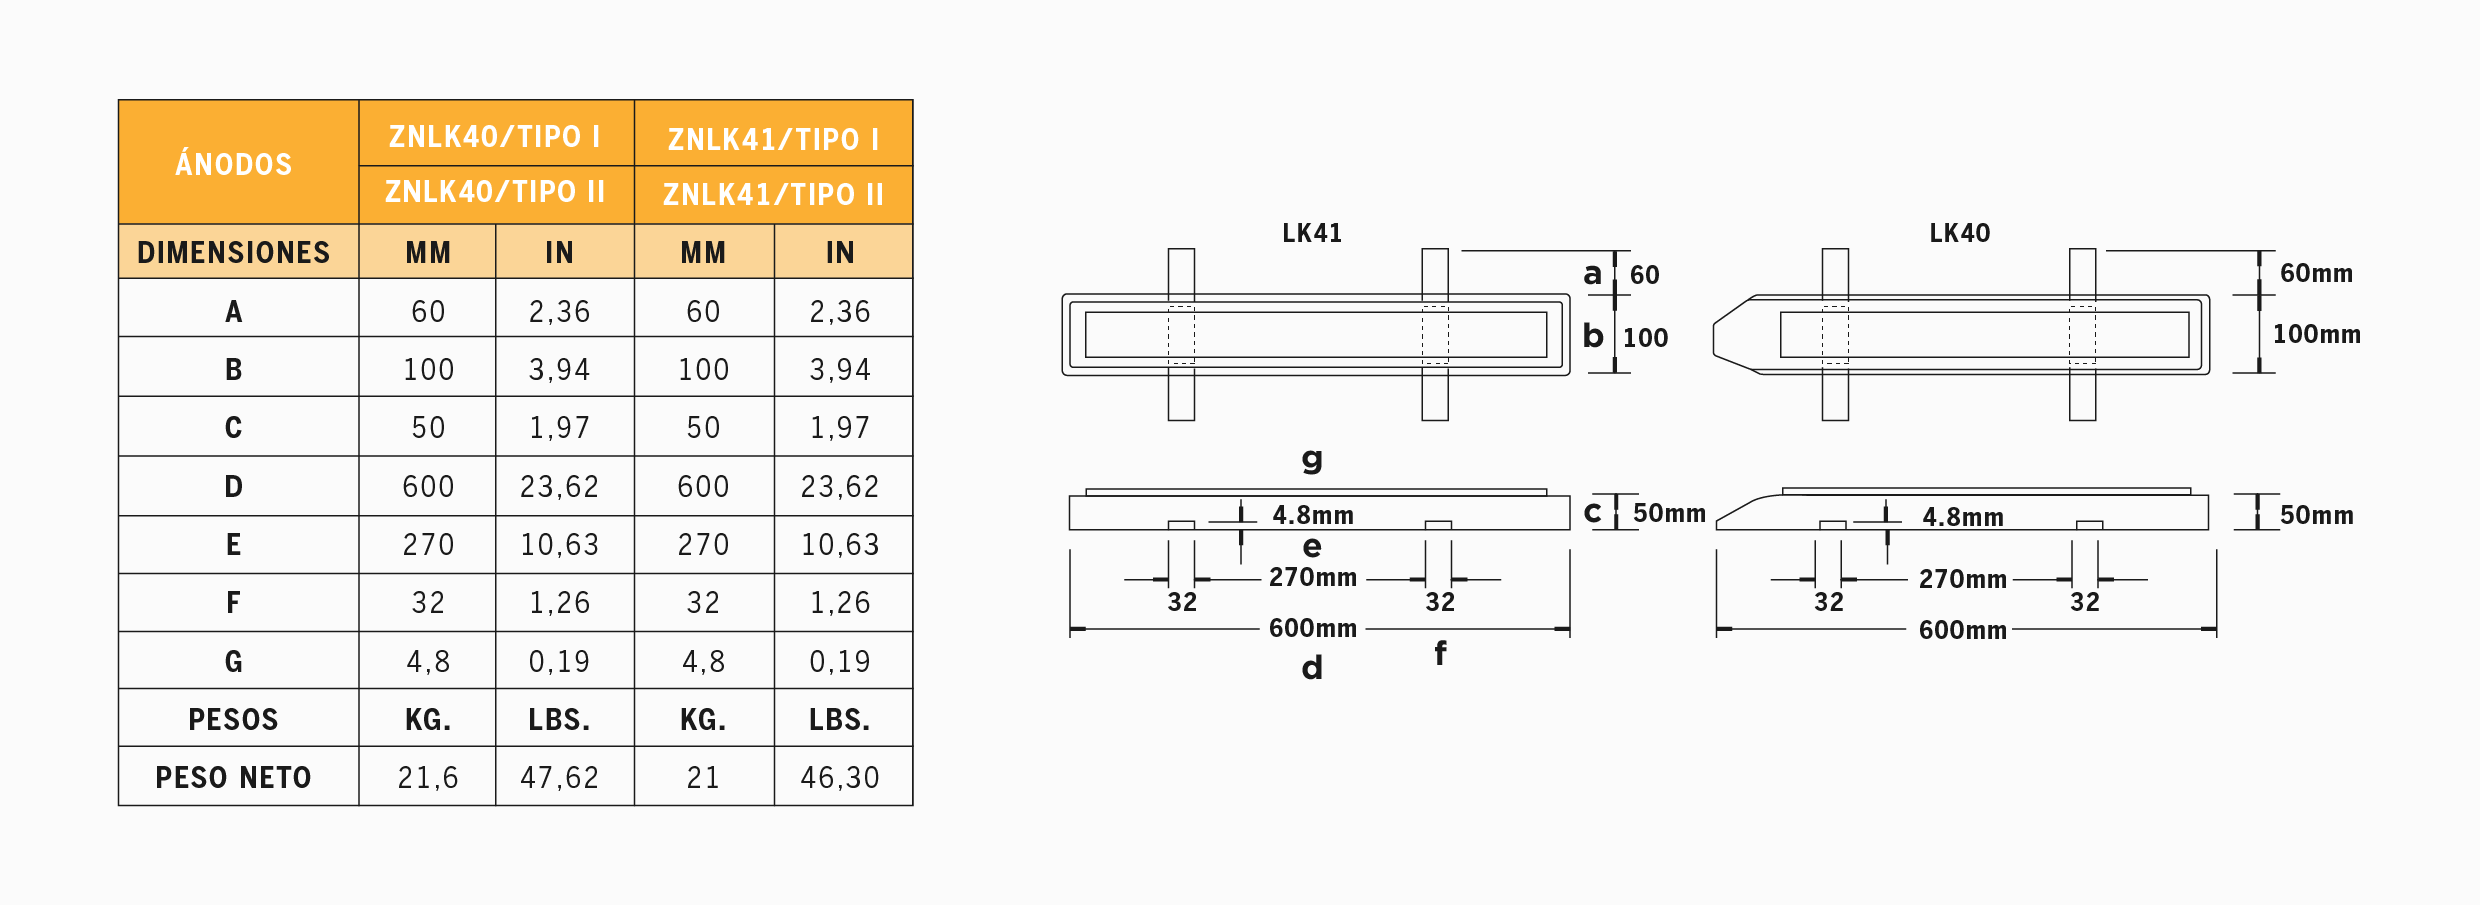 ÁNODOS ZNLK40/TIPO I ZNLK41/TIPO I
ZNLK40/TIPO II ZNLK41/TIPO II
DIMENSIONES MM IN MM IN
A 60 2,36 60 2,36
B 100 3,94 100 3,94
C 50 1,97 50 1,97
D 600 23,62 600 23,62
E 270 10,63 270 10,63
F 32 1,26 32 1,26
G 4,8 0,19 4,8 0,19
PESOS KG. LBS. KG. LBS.
PESO NETO 21,6 47,62 21 46,30
LK41
a 60
b 100
g
4.8mm
c 50mm
e
270mm
32 32
600mm
d f
LK40
60mm
100mm
4.8mm
50mm
270mm
32 32
600mm